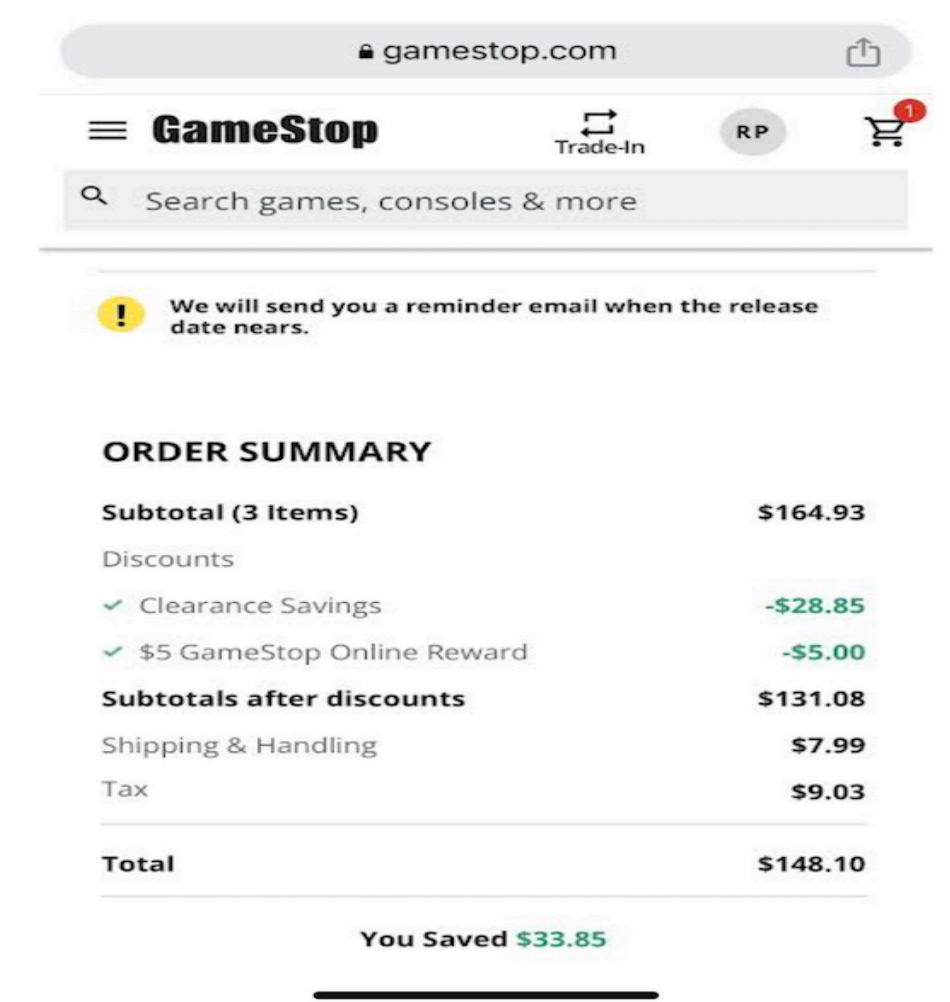 gamestop.com
GameStop
Trade-In
RP
1
Search games, consoles & more
! We will send you a reminder email when the release
date nears.
ORDER SUMMARY
Subtotal (3 Items) $164.93
Discounts
Clearance Savings -$28.85
$5 GameStop Online Reward -$5.00
Subtotals after discounts $131.08
Shipping & Handling $7.99
Tax $9.03
Total $148.10
You Saved $33.85